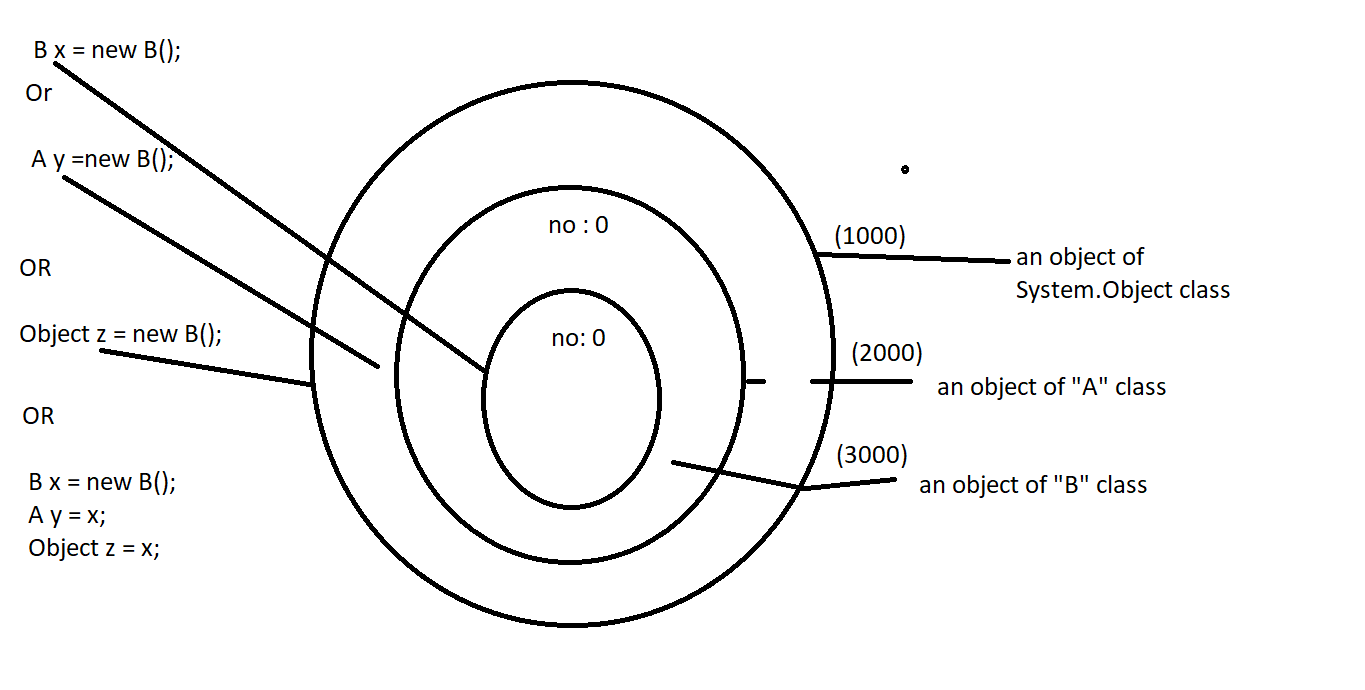 B x = new B();
Or
A y =new B();
OR
Object z = new B();
OR
B x = new B();
A y = x;
Object z = x;
no : 0
no: 0
(1000)
an object of
System.Object class
(2000)
an object of "A" class
(3000)
an object of "B" class